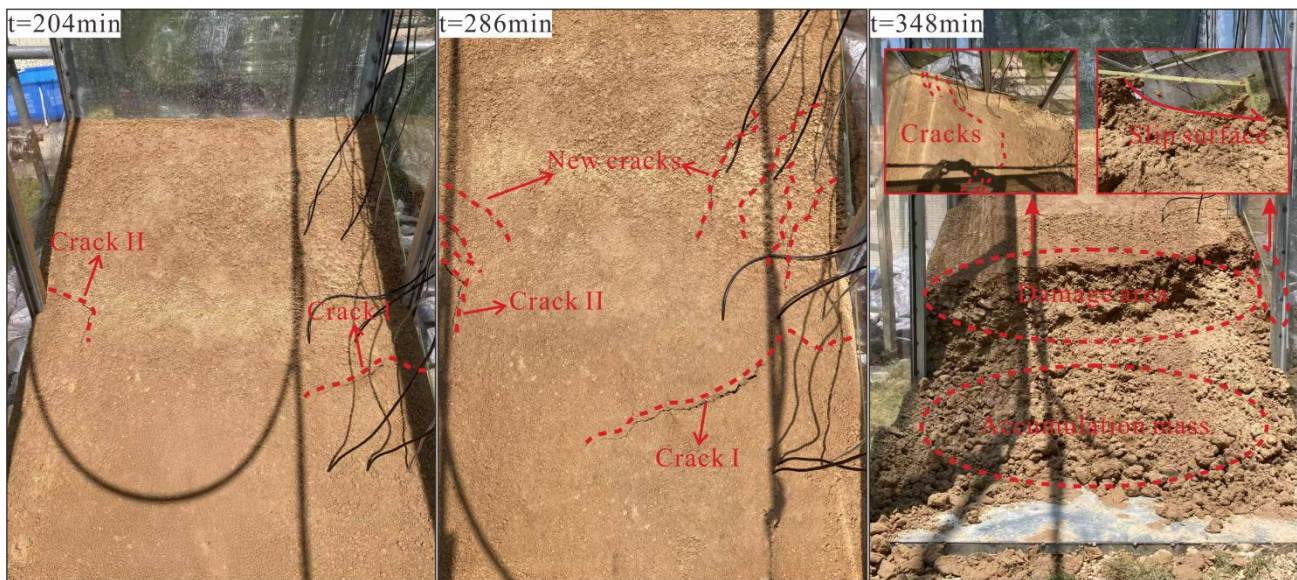 t=204min
Crack II
Crack I
t=286min
New cracks
Crack II
Crack I
t=348min
Cracks
Slip surface
Damage area
Accumulation mass